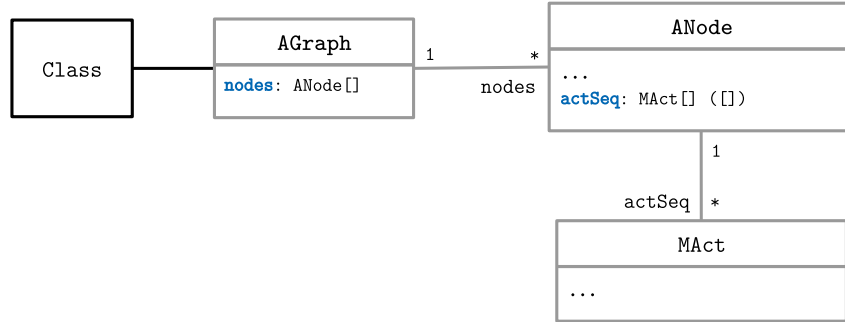 Class
AGraph
nodes: ANode[]
1
*
nodes
ANode
...
actSeq: MAct[] ([])
1
actSeq
*
MAct
...